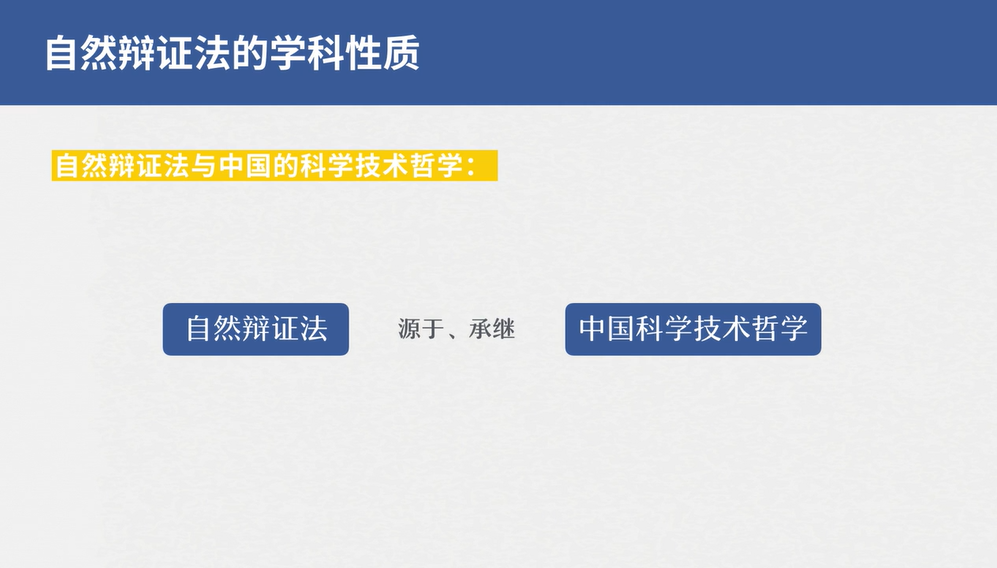 自然辩证法的学科性质
自然辩证法与中国的科学技术哲学：
自然辩证法 源于、承继 中国科学技术哲学